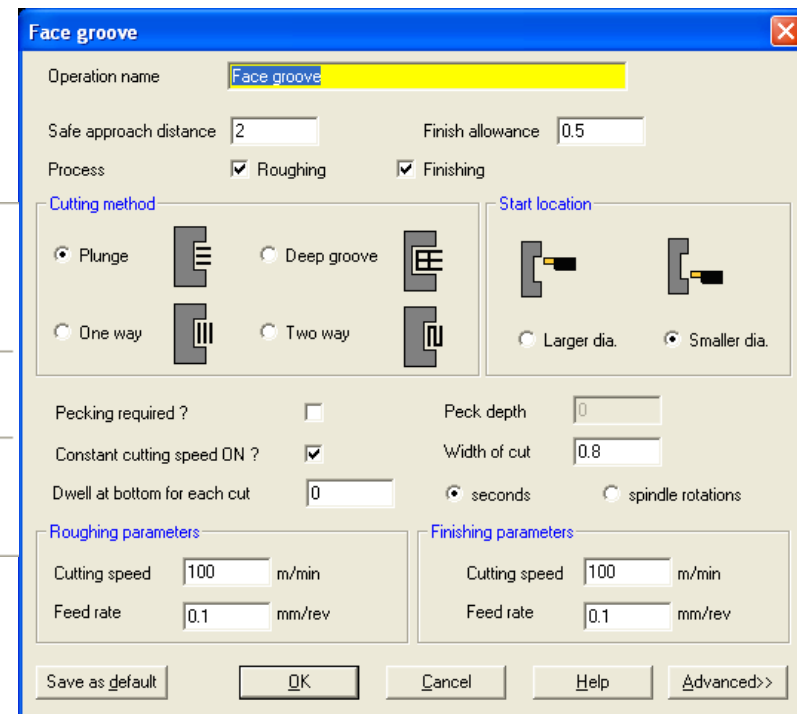 Face groove
Operation name Face groove
Safe approach distance 2 Finish allowance 0.5
Process Roughing Finishing
Cutting method Start location
Plunge Deep groove
One way Two way Larger dia. Smaller dia.
Pecking required ? Peck depth 0
Constant cutting speed ON ? Width of cut 0.8
Dwell at bottom for each cut 0 seconds spindle rotations
Roughing parameters Finishing parameters
Cutting speed 100 m/min Cutting speed 100 m/min
Feed rate 0.1 mm/rev Feed rate 0.1 mm/rev
Save as default OK Cancel Help Advanced>>